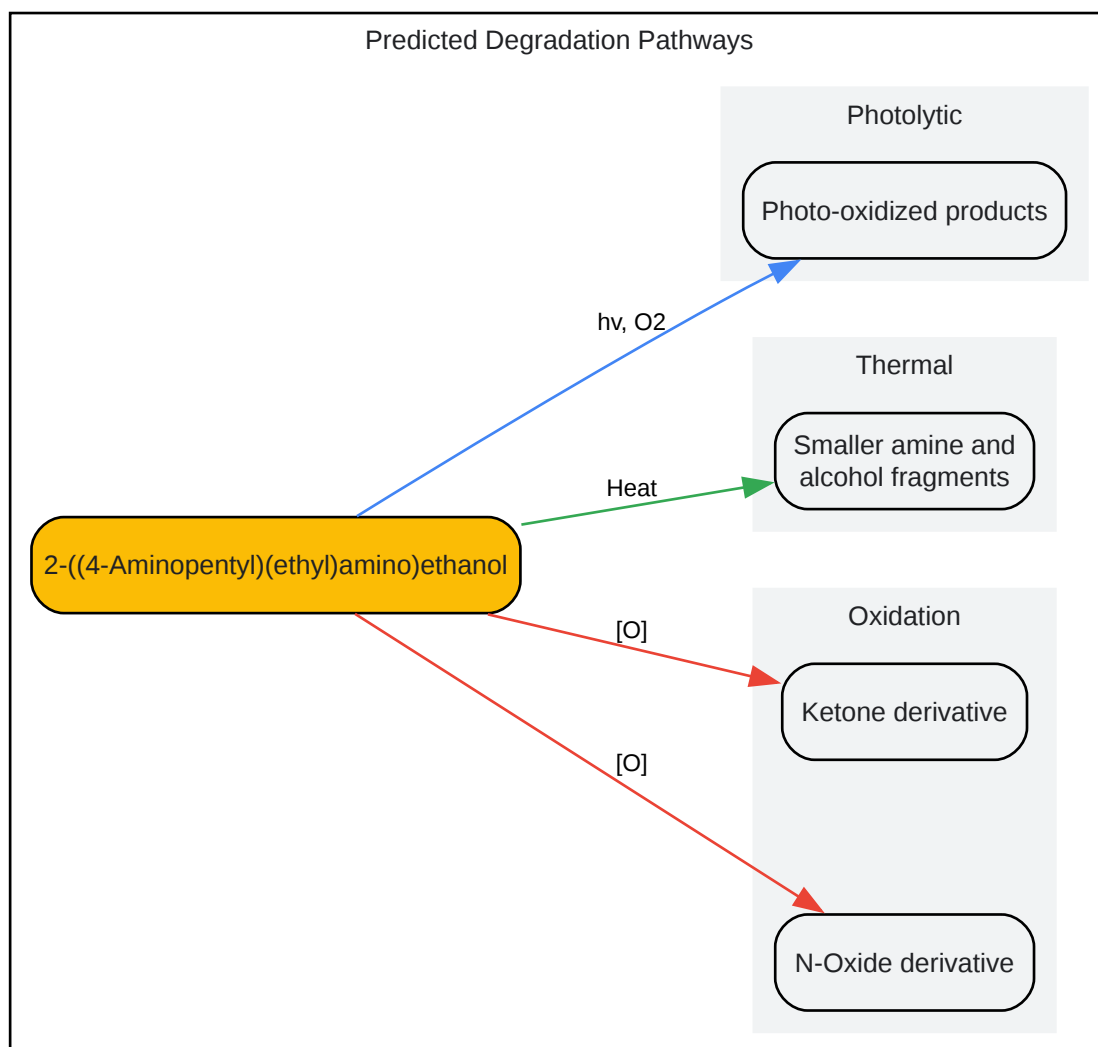 Predicted Degradation Pathways
Photolytic
Photo-oxidized products
hv, O2
Thermal
Smaller amine and
alcohol fragments
Heat
2-((4-Aminopentyl)(ethyl)amino)ethanol
Oxidation
[O]
Ketone derivative
[O]
N-Oxide derivative